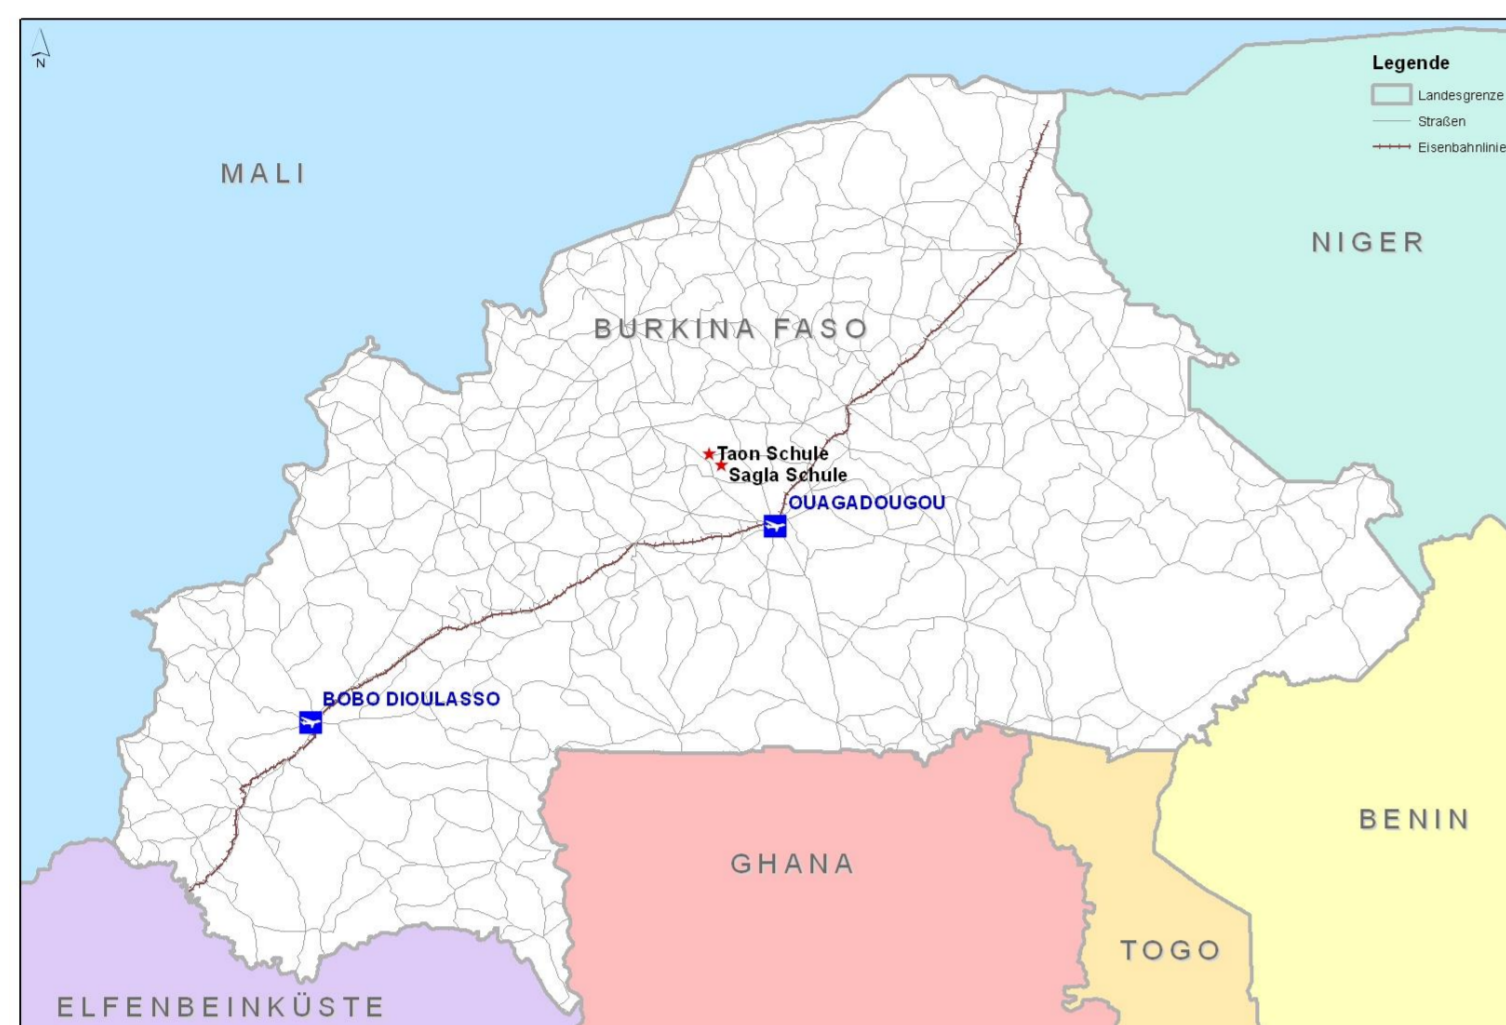 N
Legende
Landesgrenze
Straßen
Eisenbahnlinie
MALI
NIGER
BURKINA FASO
Taon Schule
Sagla Schule
OUAGADOUGOU
BOBO DIOULASSO
BENIN
GHANA
TOGO
ELFENBEINKÜSTE